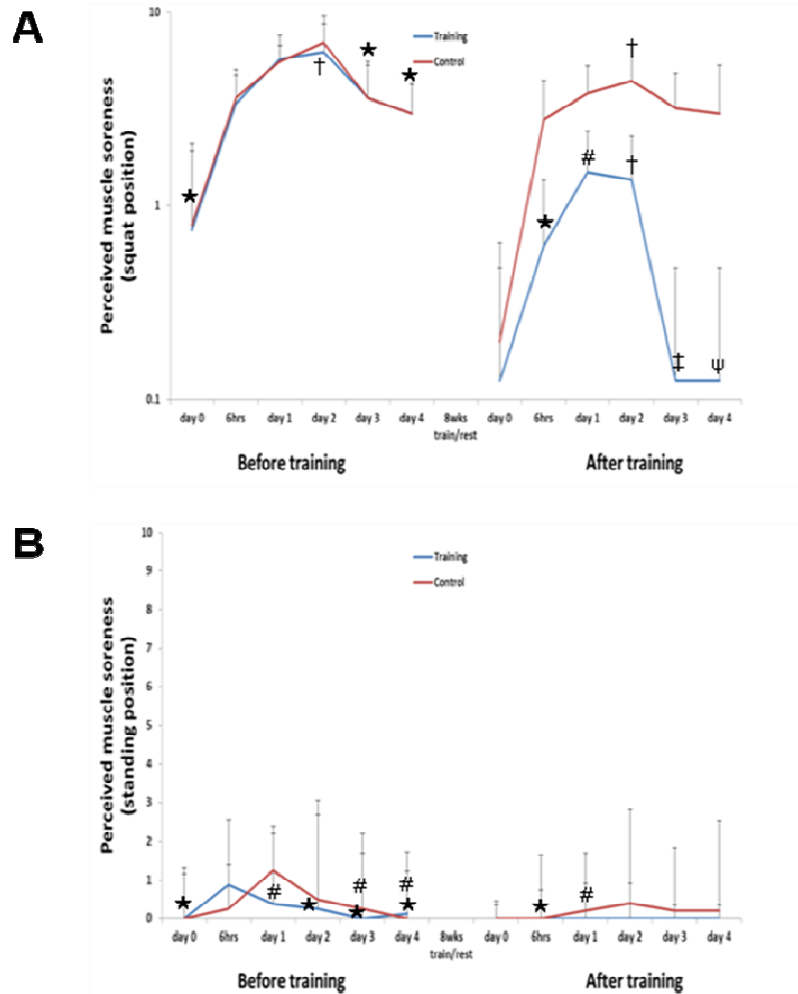 A
10
1
0.1
Perceived muscle soreness
(squat position)
Training
Control
★ † ★ ★ ★ # † † ‡ ψ
day 0 6hrs day 1 day 2 day 3 day 4 8wks day 0 6hrs day 1 day 2 day 3 day 4
train/rest
Before training After training
B
10
9
8
7
6
5
4
3
2
1
0
Perceived muscle soreness
(standing position)
Training
Control
★ # ★ # ★ # ★ ★ #
day 0 6hrs day 1 day 2 day 3 day 4 8wks day 0 6hrs day 1 day 2 day 3 day 4
train/rest
Before training After training